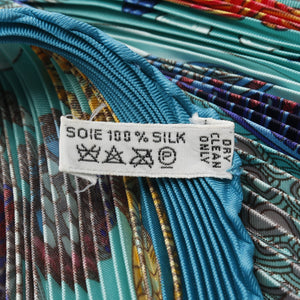 SOIE 100% SILK
P
DRY
CLEAN
ONLY